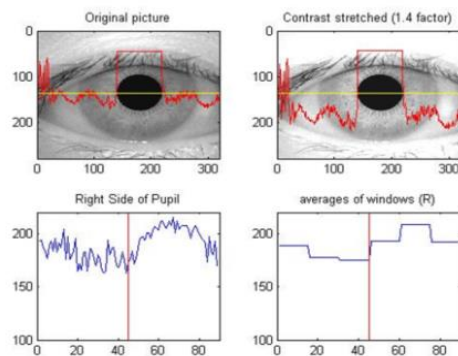 Original picture
Contrast stretched (1.4 factor)
0
100
200
0 100 200 300
0
100
200
0 100 200 300
Right Side of Pupil
averages of windows (R)
200
150
100
0 20 40 60 80
200
150
100
0 20 40 60 80